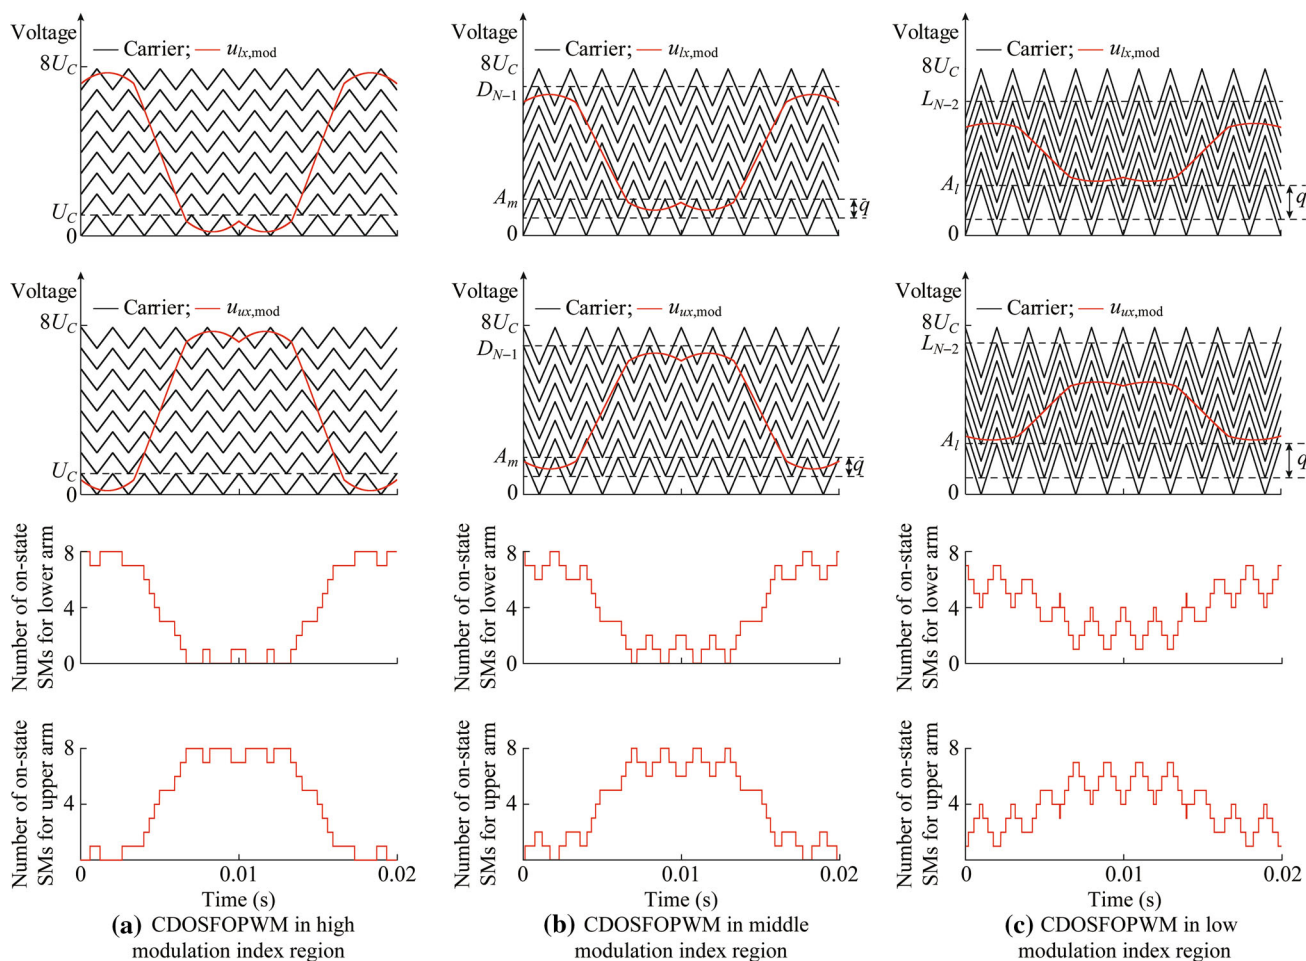 Voltage
Carrier; u_lx,mod
8U_C
U_C
0
Voltage
Carrier; u_ux,mod
8U_C
U_C
0
Number of on-state
SMs for lower arm
8
4
0
Number of on-state
SMs for upper arm
8
4
0 0.01 0.02
Time (s)
(a) CDOSFOPWM in high
modulation index region
Voltage
Carrier; u_lx,mod
8U_C
D_N−1
A_m
q
0
Voltage
Carrier; u_ux,mod
8U_C
D_N−1
A_m
q
0
Number of on-state
SMs for lower arm
8
4
0
Number of on-state
SMs for upper arm
8
4
0 0.01 0.02
Time (s)
(b) CDOSFOPWM in middle
modulation index region
Voltage
Carrier; u_lx,mod
8U_C
L_N−2
A_l
q
0
Voltage
Carrier; u_ux,mod
8U_C
L_N−2
A_l
q
0
Number of on-state
SMs for lower arm
8
4
0
Number of on-state
SMs for upper arm
8
4
0 0.01 0.02
Time (s)
(c) CDOSFOPWM in low
modulation index region